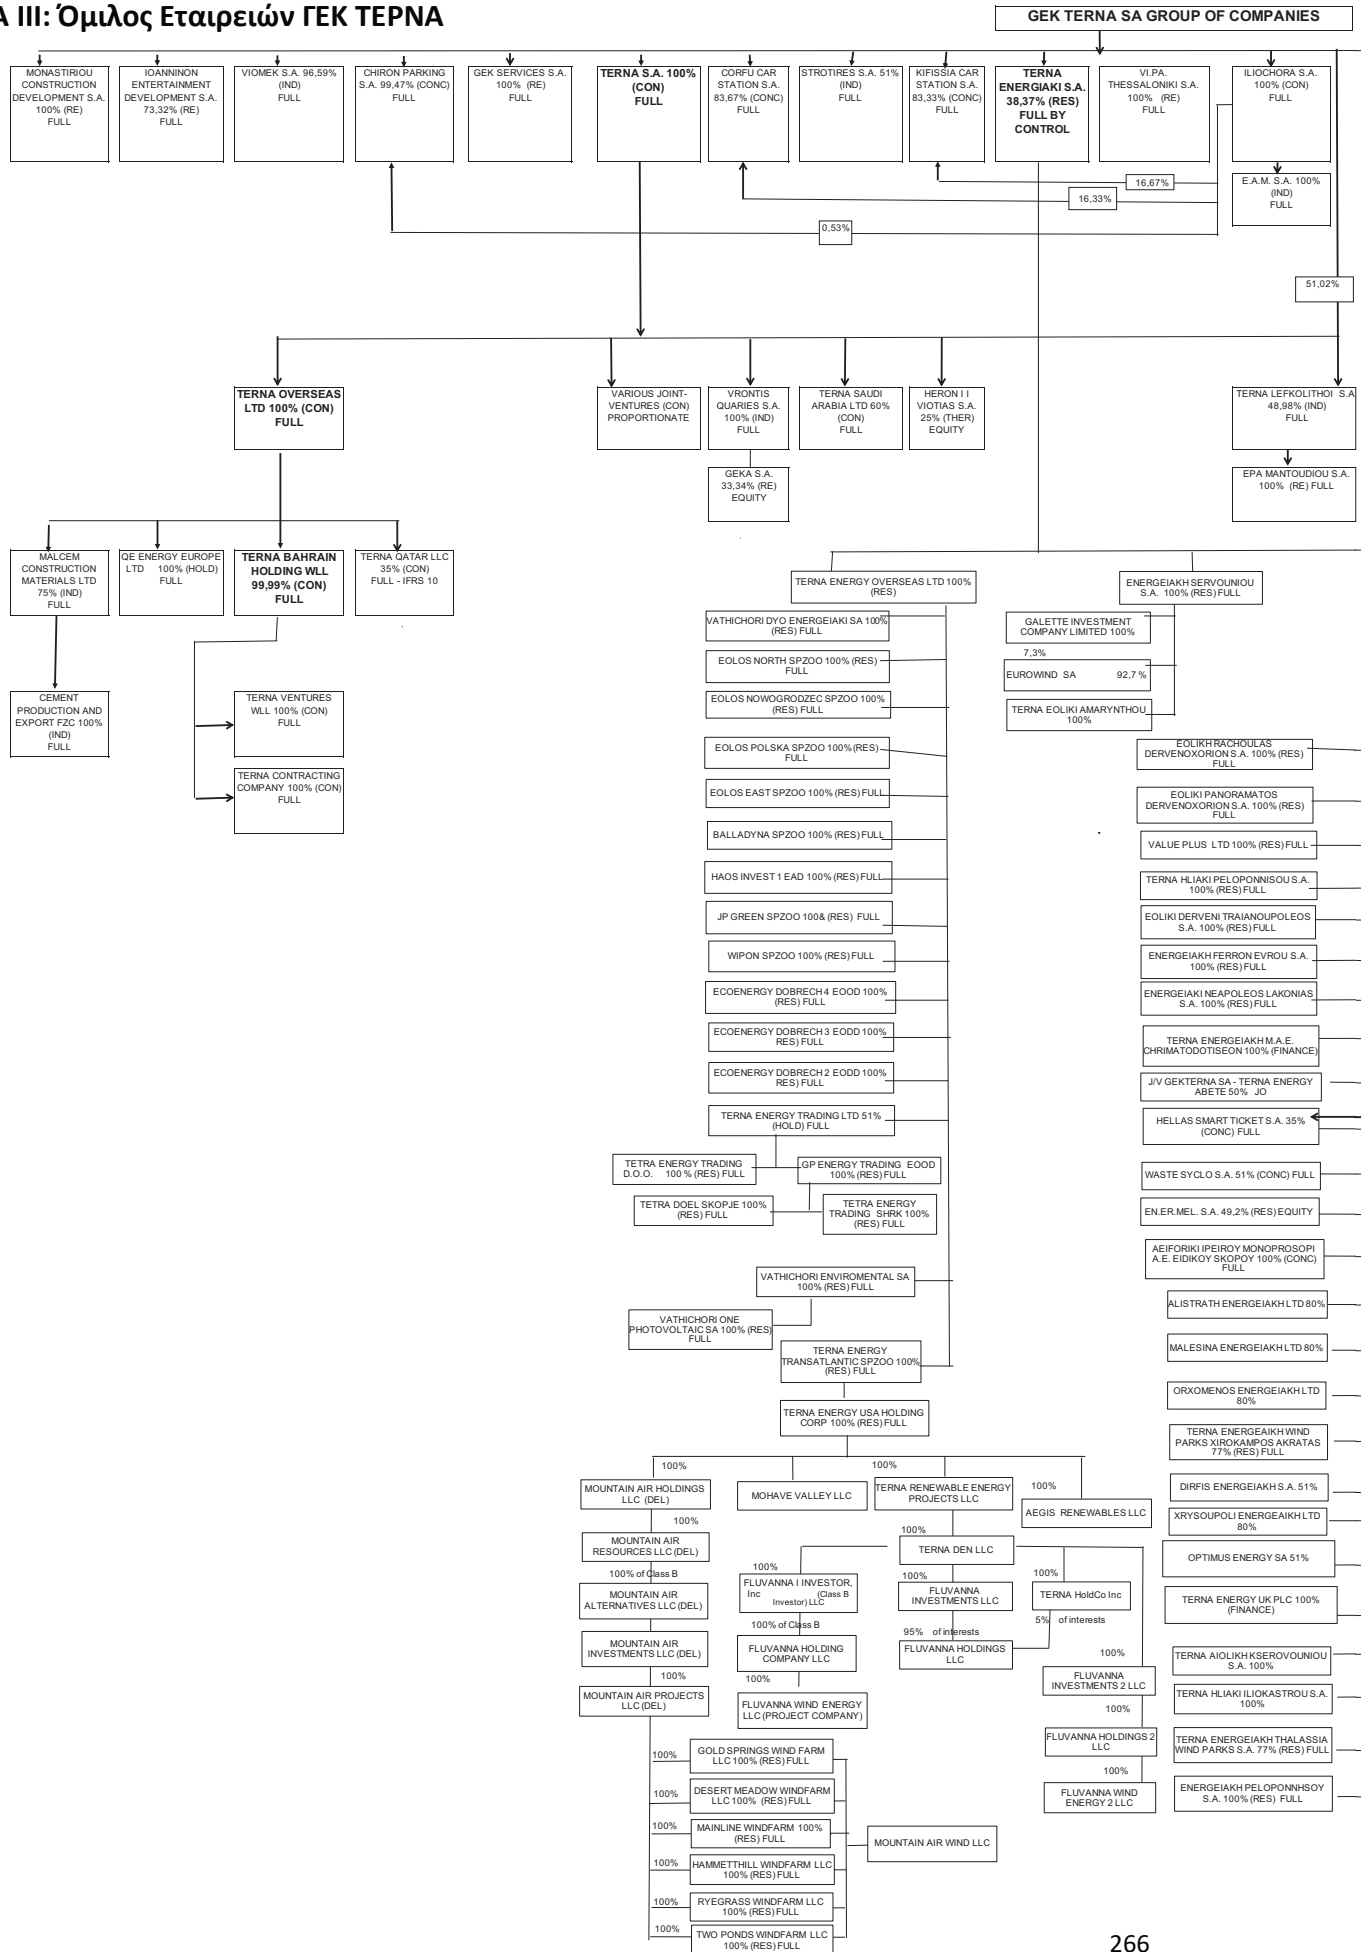 Α III: Όμιλος Εταιρειών ΓΕΚ ΤΕΡΝΑ
GEK TERNA SA GROUP OF COMPANIES
MONASTIRIOU
CONSTRUCTION
DEVELOPMENT S.A.
100% (RE)
FULL
IOANNINON
ENTERTAINMENT
DEVELOPMENT S.A.
73,32% (RE)
FULL
VIOMEK S.A. 96,59%
(IND)
FULL
CHIRON PARKING
S.A. 99,47% (CONC)
FULL
GEK SERVICES S.A.
100% (RE)
FULL
TERNA S.A. 100%
(CON)
FULL
CORFU CAR
STATION S.A.
83,67% (CONC)
FULL
STROTIRES S.A. 51%
(IND)
FULL
KIFISSIA CAR
STATION S.A.
83,33% (CONC)
FULL
TERNA
ENERGIAKI S.A.
38,37% (RES)
FULL BY
CONTROL
VI.PA.
THESSALONIKI S.A.
100% (RE)
FULL
ILIOCHORA S.A.
100% (CON)
FULL
16,67%
16,33%
0,53%
E.A.M. S.A. 100%
(IND)
FULL
51,02%
TERNA OVERSEAS
LTD 100% (CON)
FULL
VARIOUS JOINT-
VENTURES (CON)
PROPORTIONATE
VRONTIS
QUARIES S.A.
100% (IND)
FULL
TERNA SAUDI
ARABIA LTD 60%
(CON)
FULL
HERON I I
VIOTIAS S.A.
25% (THER)
EQUITY
TERNA LEFKOLITHOI S.A
48,98% (IND)
FULL
GEKA S.A.
33,34% (RE)
EQUITY
EPA MANTOUDIOU S.A.
100% (RE) FULL
MALCEM
CONSTRUCTION
MATERIALS LTD
75% (IND)
FULL
QE ENERGY EUROPE
LTD 100% (HOLD)
FULL
TERNA BAHRAIN
HOLDING WLL
99,99% (CON)
FULL
TERNA QATAR LLC
35% (CON)
FULL - IFRS 10
CEMENT
PRODUCTION AND
EXPORT FZC 100%
(IND)
FULL
TERNA VENTURES
WLL 100% (CON)
FULL
TERNA CONTRACTING
COMPANY 100% (CON)
FULL
TERNA ENERGY OVERSEAS LTD 100%
(RES)
VATHICHORI DYO ENERGEIAKI SA 100%
(RES) FULL
EOLOS NORTH SPZOO 100% (RES)
FULL
EOLOS NOWOGRODZEC SPZOO 100%
(RES) FULL
EOLOS POLSKA SPZOO 100% (RES)
FULL
EOLOS EAST SPZOO 100% (RES) FULL
BALLADYNA SPZOO 100% (RES) FULL
HAOS INVEST 1 EAD 100% (RES) FULL
JP GREEN SPZOO 100& (RES) FULL
WIPON SPZOO 100% (RES) FULL
ECOENERGY DOBRECH 4 EOOD 100%
(RES) FULL
ECOENERGY DOBRECH 3 EODD 100%
RES) FULL
ECOENERGY DOBRECH 2 EODD 100%
RES) FULL
TERNA ENERGY TRADING LTD 51%
(HOLD) FULL
TETRA ENERGY TRADING
D.O.O. 100 % (RES) FULL
GP ENERGY TRADING EOOD
100% (RES) FULL
TETRA DOEL SKOPJE 100%
(RES) FULL
TETRA ENERGY
TRADING SHRK 100%
(RES) FULL
VATHICHORI ENVIROMENTAL SA
100% (RES) FULL
VATHICHORI ONE
PHOTOVOLTAIC SA 100% (RES)
FULL
TERNA ENERGY
TRANSATLANTIC SPZOO 100%
(RES) FULL
TERNA ENERGY USA HOLDING
CORP 100% (RES) FULL
ENERGEIAKH SERVOUNIOU
S.A. 100% (RES) FULL
GALETTE INVESTMENT
COMPANY LIMITED 100%
7,3%
EUROWIND SA 92,7 %
TERNA EOLIKI AMARYNTHOU
100%
EOLIKH RACHOULAS
DERVENOXORION S.A. 100% (RES)
FULL
EOLIKI PANORAMATOS
DERVENOXORION S.A. 100% (RES)
FULL
VALUE PLUS LTD 100% (RES) FULL
TERNA HLIAKI PELOPONNISOU S.A.
100% (RES) FULL
EOLIKI DERVENI TRAIANOUPOLEOS
S.A. 100% (RES) FULL
ENERGEIAKH FERRON EVROU S.A.
100% (RES) FULL
ENERGEIAKI NEAPOLEOS LAKONIAS
S.A. 100% (RES) FULL
TERNA ENERGEIAKH M.A.E.
CHRIMATODOTISEON 100% (FINANCE)
J/V GEKTERNA SA - TERNA ENERGY
ABETE 50% JO
HELLAS SMART TICKET S.A. 35%
(CONC) FULL
WASTE SYCLO S.A. 51% (CONC) FULL
EN.ER.MEL. S.A. 49,2% (RES) EQUITY
AEIFORIKI IPEIROY MONOPROSOPI
A.E. EIDIKOY SKOPOY 100% (CONC)
FULL
ALISTRATH ENERGEIAKH LTD 80%
MALESINA ENERGEIAKH LTD 80%
ORXOMENOS ENERGEIAKH LTD
80%
TERNA ENERGEAIKH WIND
PARKS XIROKAMPOS AKRATAS
77% (RES) FULL
DIRFIS ENERGEIAKH S.A. 51%
XRYSOUPOLI ENERGEAIKH LTD
80%
OPTIMUS ENERGY SA 51%
TERNA ENERGY UK PLC 100%
(FINANCE)
TERNA AIOLIKH KSEROVOUNIOU
S.A. 100%
TERNA HLIAKI ILIOKASTROU S.A.
100%
TERNA ENERGEIAKH THALASSIA
WIND PARKS S.A. 77% (RES) FULL
ENERGEIAKH PELOPONNHSOY
S.A. 100% (RES) FULL
100%
MOUNTAIN AIR HOLDINGS
LLC (DEL)
100%
MOUNTAIN AIR
RESOURCES LLC (DEL)
100% of Class B
MOUNTAIN AIR
ALTERNATIVES LLC (DEL)
MOUNTAIN AIR
INVESTMENTS LLC (DEL)
100%
MOUNTAIN AIR PROJECTS
LLC (DEL)
MOHAVE VALLEY LLC
100%
TERNA RENEWABLE ENERGY
PROJECTS LLC
100%
AEGIS RENEWABLES LLC
100%
TERNA DEN LLC
100%
FLUVANNA I INVESTOR,
Inc (Class B
Investor) LLC
100% of Class B
FLUVANNA HOLDING
COMPANY LLC
100%
FLUVANNA WIND ENERGY
LLC (PROJECT COMPANY)
100%
FLUVANNA
INVESTMENTS LLC
95% of interests
FLUVANNA HOLDINGS
LLC
100%
TERNA HoldCo Inc
5% of interests
100%
FLUVANNA
INVESTMENTS 2 LLC
100%
FLUVANNA HOLDINGS 2
LLC
100%
FLUVANNA WIND
ENERGY 2 LLC
100%
GOLD SPRINGS WIND FARM
LLC 100% (RES) FULL
100%
DESERT MEADOW WINDFARM
LLC 100% (RES) FULL
100%
MAINLINE WINDFARM 100%
(RES) FULL
100%
HAMMETTHILL WINDFARM LLC
100% (RES) FULL
100%
RYEGRASS WINDFARM LLC
100% (RES) FULL
100%
TWO PONDS WINDFARM LLC
100% (RES) FULL
MOUNTAIN AIR WIND LLC
266